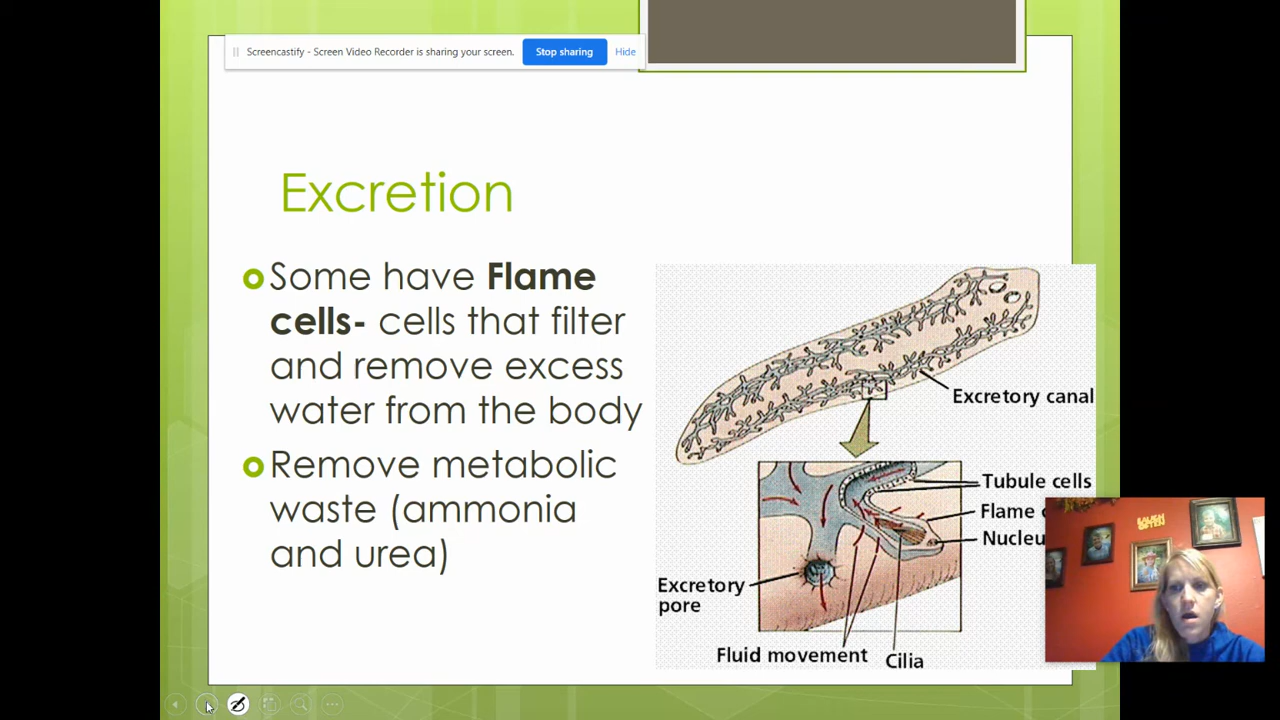 Screencastify - Screen Video Recorder is sharing your screen.
Stop sharing
Hide
Excretion
Some have Flame
cells- cells that filter
and remove excess
water from the body
Remove metabolic
waste (ammonia
and urea)
Excretory canal
Tubule cells
Flame
Nucleu
Excretory
pore
Fluid movement
Cilia